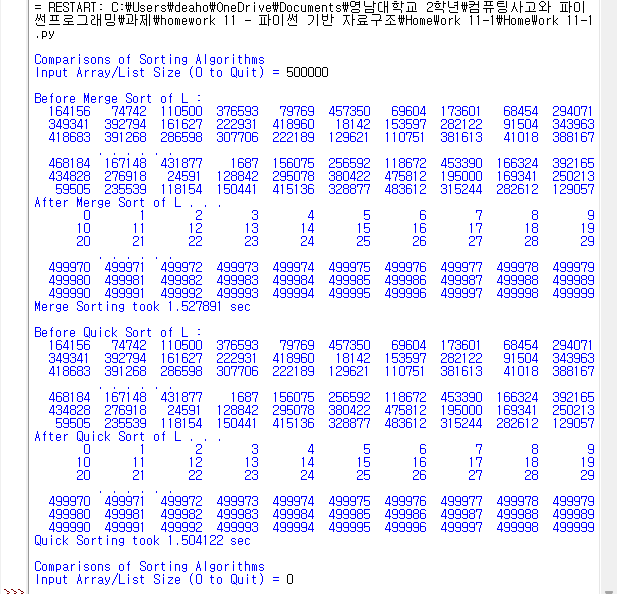 = RESTART: C:\Users\deaho\OneDrive\Documents\영남대학교 2학년\컴퓨팅사고와 파이
썬프로그래밍\과제\homework 11 - 파이썬 기반 자료구조\HomeWork 11-1\HomeWork 11-1
.py
Comparisons of Sorting Algorithms
Input Array/List Size (0 to Quit) = 500000
Before Merge Sort of L :
164156 74742 110500 376593 79769 457350 69604 173601 68454 294071
349341 392794 161627 222931 418960 18142 153597 282122 91504 343963
418683 391268 286598 307706 222189 129621 110751 381613 41018 388167
. . . . . .
468184 167148 431877 1687 156075 256592 118672 453390 166324 392165
434828 276918 24591 128842 295078 380422 475812 195000 169341 250213
59505 235539 118154 150441 415136 328877 483612 315244 282612 129057
After Merge Sort of L . . .
0 1 2 3 4 5 6 7 8 9
10 11 12 13 14 15 16 17 18 19
20 21 22 23 24 25 26 27 28 29
. . . . . .
499970 499971 499972 499973 499974 499975 499976 499977 499978 499979
499980 499981 499982 499983 499984 499985 499986 499987 499988 499989
499990 499991 499992 499993 499994 499995 499996 499997 499998 499999
Merge Sorting took 1.527891 sec
Before Quick Sort of L :
164156 74742 110500 376593 79769 457350 69604 173601 68454 294071
349341 392794 161627 222931 418960 18142 153597 282122 91504 343963
418683 391268 286598 307706 222189 129621 110751 381613 41018 388167
. . . . . .
468184 167148 431877 1687 156075 256592 118672 453390 166324 392165
434828 276918 24591 128842 295078 380422 475812 195000 169341 250213
59505 235539 118154 150441 415136 328877 483612 315244 282612 129057
After Quick Sort of L . . .
0 1 2 3 4 5 6 7 8 9
10 11 12 13 14 15 16 17 18 19
20 21 22 23 24 25 26 27 28 29
. . . . . .
499970 499971 499972 499973 499974 499975 499976 499977 499978 499979
499980 499981 499982 499983 499984 499985 499986 499987 499988 499989
499990 499991 499992 499993 499994 499995 499996 499997 499998 499999
Quick Sorting took 1.504122 sec
Comparisons of Sorting Algorithms
Input Array/List Size (0 to Quit) = 0
>>>